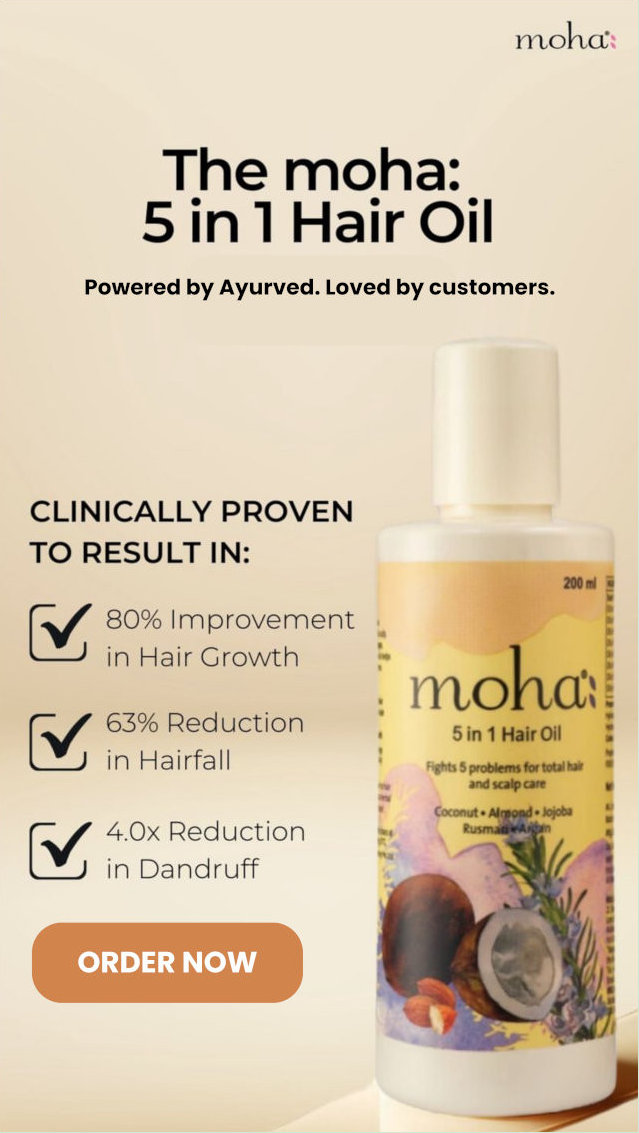 moha:
The moha:
5 in 1 Hair Oil
Powered by Ayurved. Loved by customers.
CLINICALLY PROVEN
TO RESULT IN:
80% Improvement
in Hair Growth
63% Reduction
in Hairfall
4.0x Reduction
in Dandruff
ORDER NOW
200 ml
moha:
5 in 1 Hair Oil
Fights 5 problems for total hair
and scalp care
Coconut • Almond • Jojoba
Rusmari • Argan